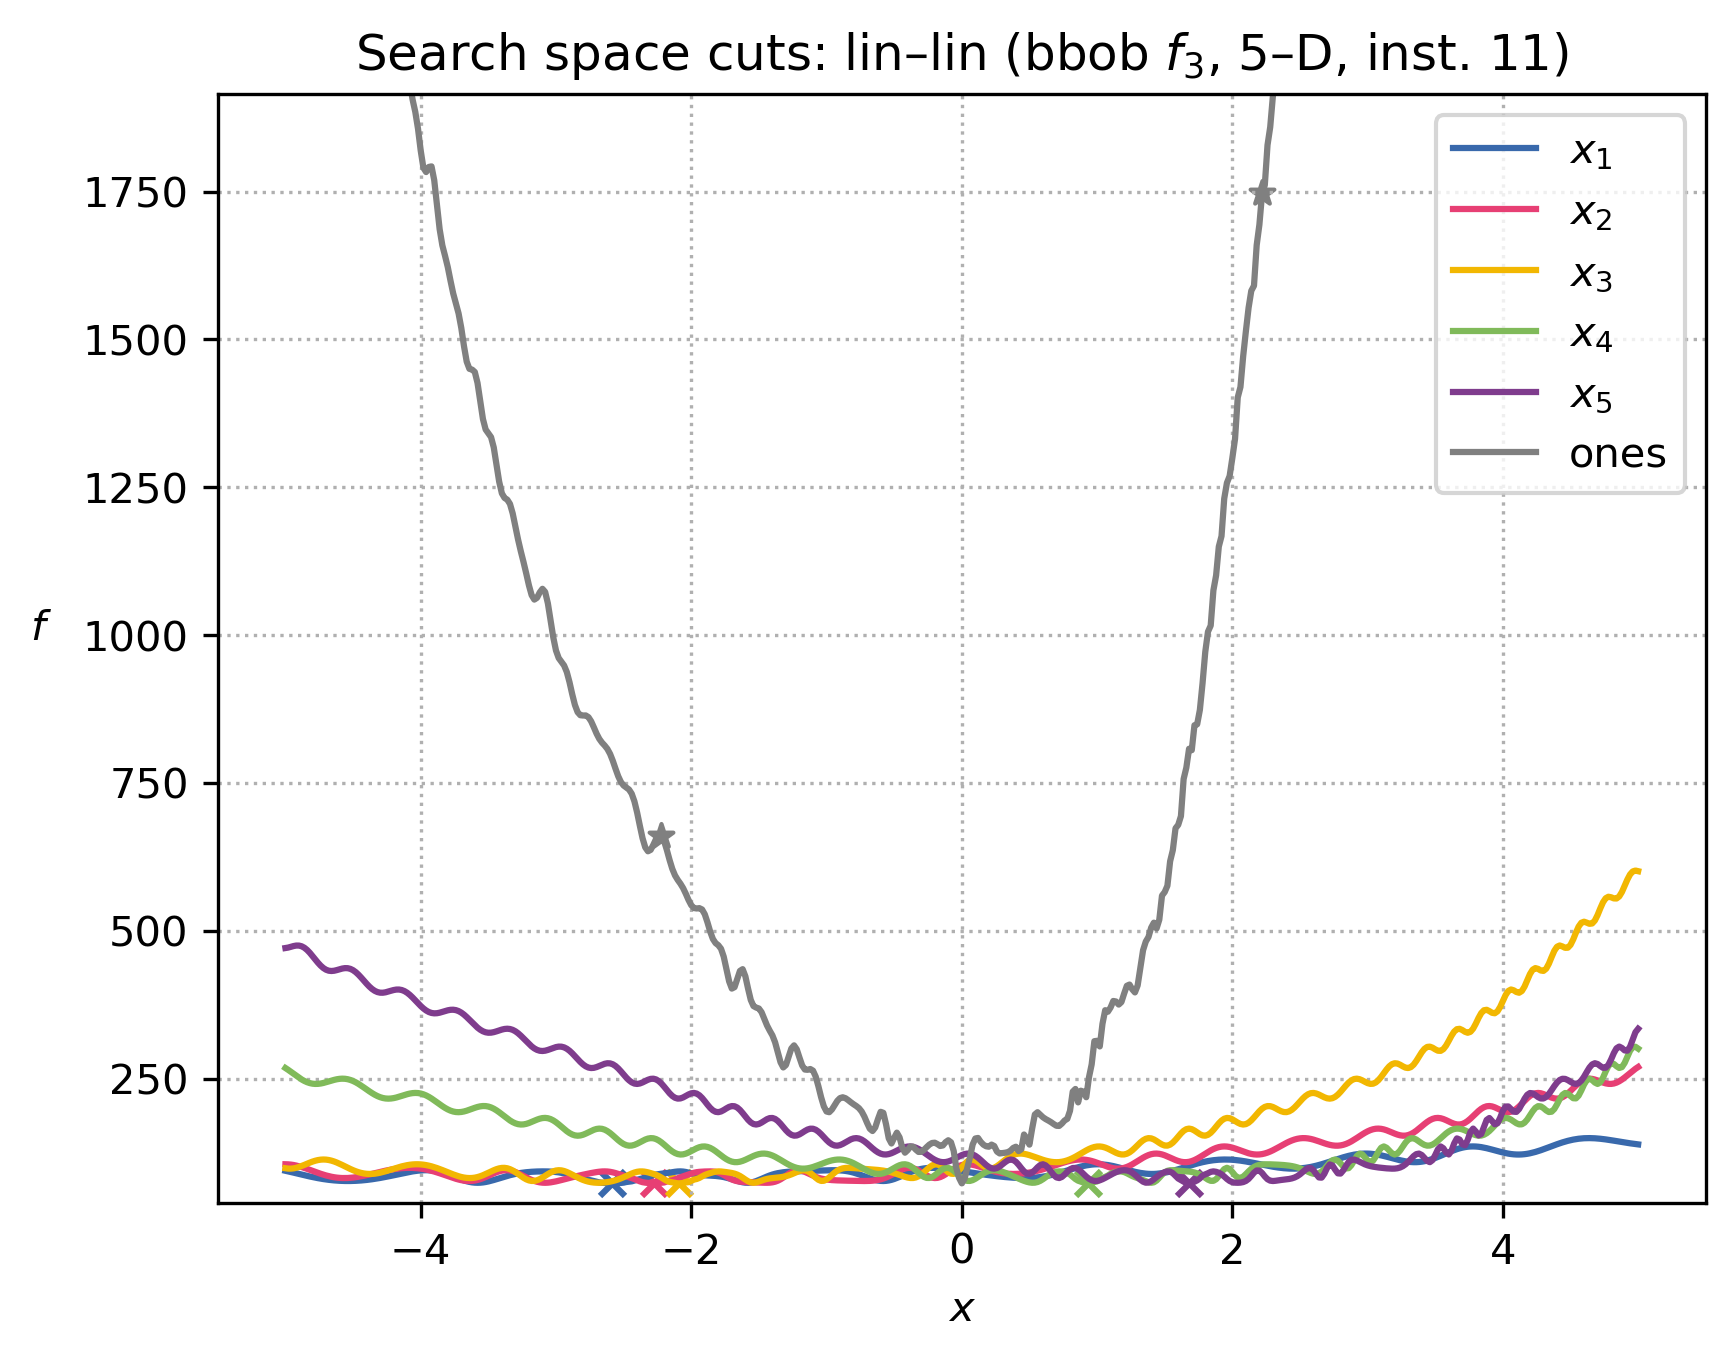 Search space cuts: lin–lin (bbob f₃, 5–D, inst. 11)
x₁
x₂
x₃
x₄
x₅
ones
1750
1500
1250
1000
750
500
250
f
−4 −2 0 2 4
x